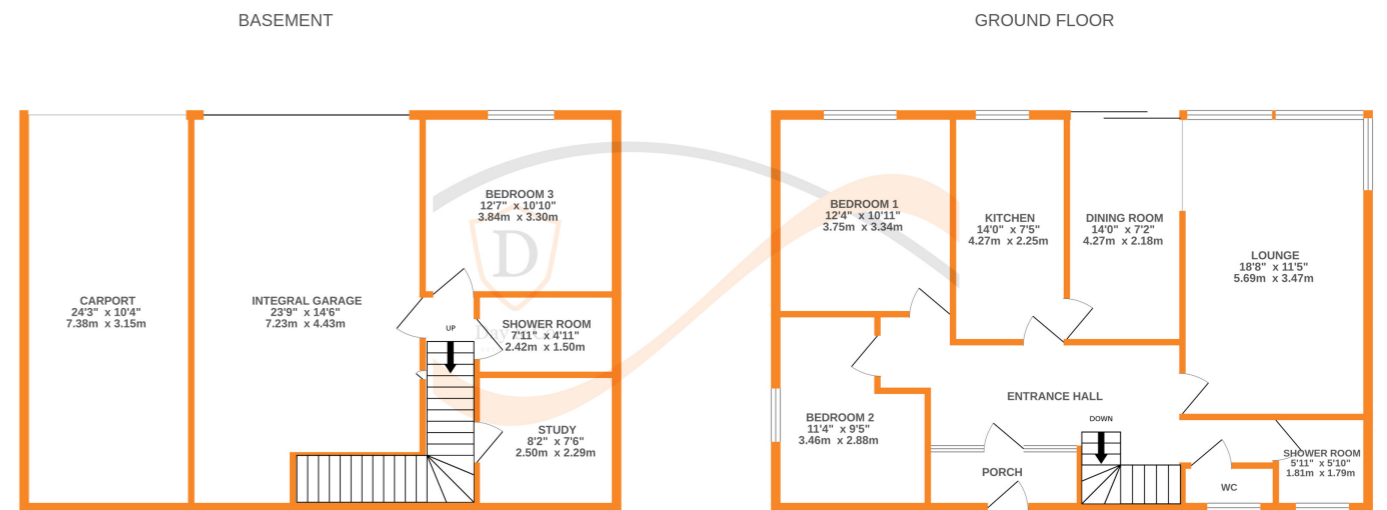 BASEMENT
GROUND FLOOR
CARPORT
24'3" x 10'4"
7.38m x 3.15m
INTEGRAL GARAGE
23'9" x 14'6"
7.23m x 4.43m
BEDROOM 3
12'7" x 10'10"
3.84m x 3.30m
D
UP
SHOWER ROOM
7'11" x 4'11"
2.42m x 1.50m
STUDY
8'2" x 7'6"
2.50m x 2.29m
BEDROOM 1
12'4" x 10'11"
3.75m x 3.34m
KITCHEN
14'0" x 7'5"
4.27m x 2.25m
DINING ROOM
14'0" x 7'2"
4.27m x 2.18m
LOUNGE
18'8" x 11'5"
5.69m x 3.47m
ENTRANCE HALL
BEDROOM 2
11'4" x 9'5"
3.46m x 2.88m
DOWN
PORCH
WC
SHOWER ROOM
5'11" x 5'10"
1.81m x 1.79m